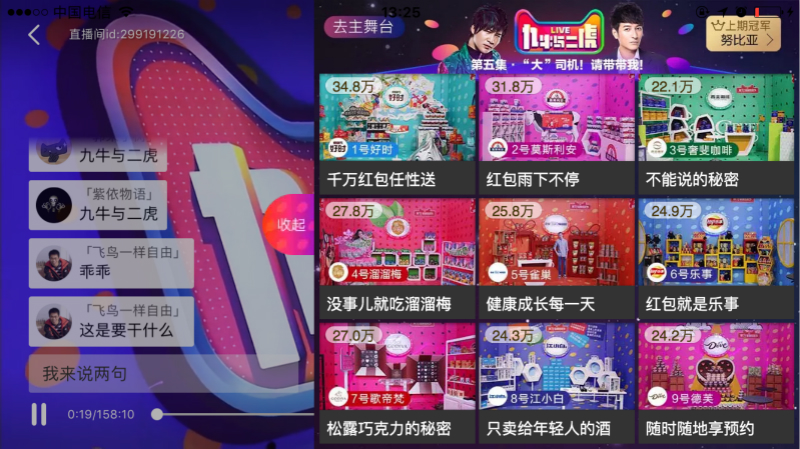 中国电信
13:25
直播间id:299191226
九牛与二虎
「紫依物语」
九牛与二虎
「飞鸟一样自由」
乖乖
「飞鸟一样自由」
这是要干什么
我来说两句
0:19/158:10
收起
去主舞台
LIVE
九牛与二虎
第五集·“大”司机！请带带我！
上期冠军
努比亚
34.8万
1号好时
千万红包任性送
31.8万
2号莫斯利安
红包雨下不停
22.1万
3号奢斐咖啡
不能说的秘密
27.8万
4号溜溜梅
没事儿就吃溜溜梅
25.8万
5号雀巢
健康成长每一天
24.9万
6号乐事
红包就是乐事
27.0万
7号歌帝梵
松露巧克力的秘密
24.3万
8号江小白
只卖给年轻人的酒
24.2万
9号德芙
随时随地享预约